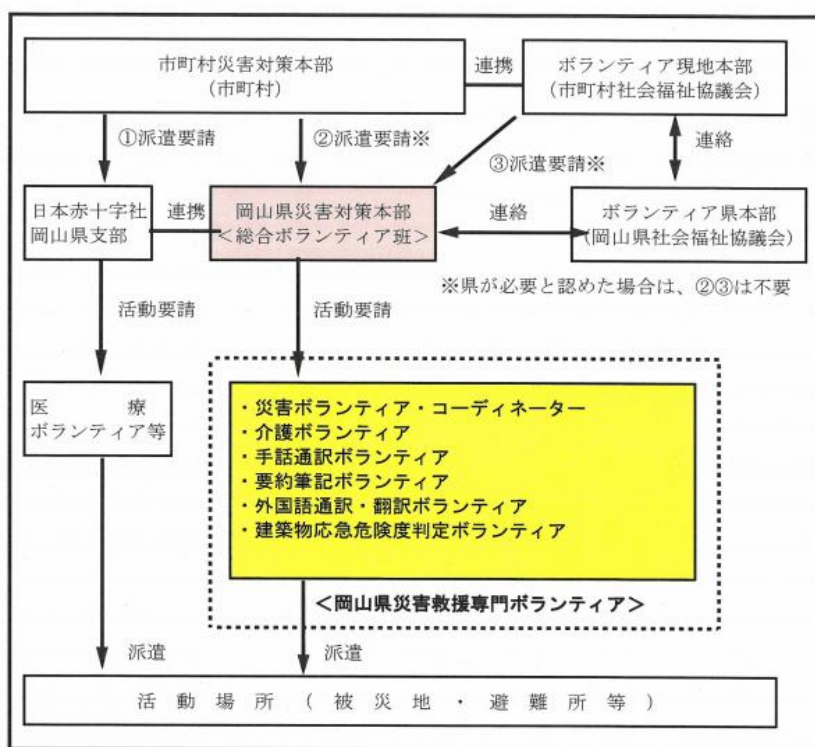 市町村災害対策本部
(市町村)
連携
ボランティア現地本部
(市町村社会福祉協議会)
①派遣要請
②派遣要請※
③派遣要請※
連絡
日本赤十字社
岡山県支部
連携
岡山県災害対策本部
<総合ボランティア班>
連絡
ボランティア県本部
(岡山県社会福祉協議会)
※県が必要と認めた場合は、②③は不要
活動要請
活動要請
医　　療
ボランティア等
・災害ボランティア・コーディネーター
・介護ボランティア
・手話通訳ボランティア
・要約筆記ボランティア
・外国語通訳・翻訳ボランティア
・建築物応急危険度判定ボランティア
<岡山県災害救援専門ボランティア>
派遣
派遣
活 動 場 所 ( 被 災 地 ・ 避 難 所 等 )